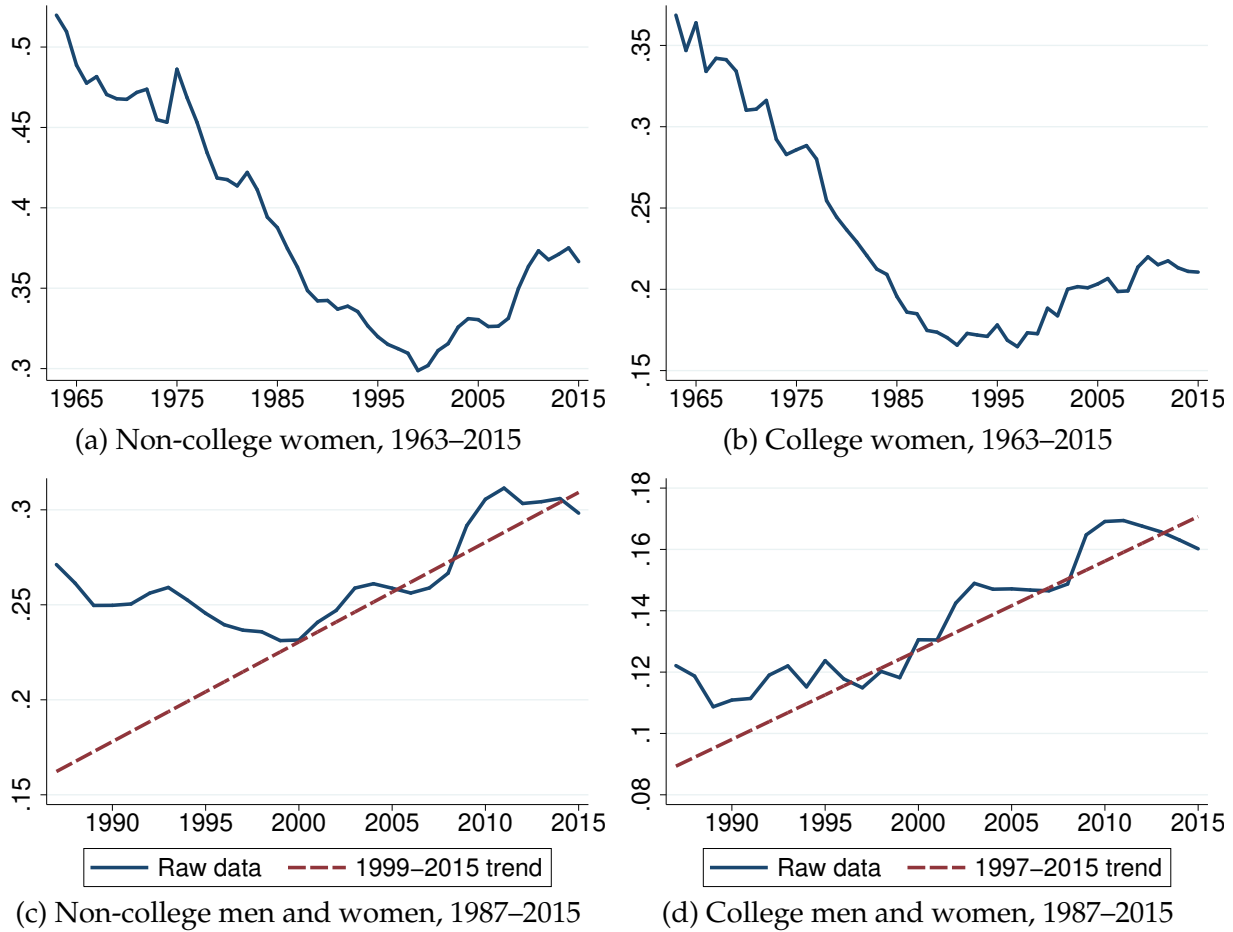 .5
.45
.4
.35
.3
1965 1975 1985 1995 2005 2015
(a) Non-college women, 1963–2015
.35
.3
.25
.2
.15
1965 1975 1985 1995 2005 2015
(b) College women, 1963–2015
.3
.25
.2
.15
1990 1995 2000 2005 2010 2015
Raw data 1999–2015 trend
(c) Non-college men and women, 1987–2015
.18
.16
.14
.12
.1
.08
1990 1995 2000 2005 2010 2015
Raw data 1997–2015 trend
(d) College men and women, 1987–2015